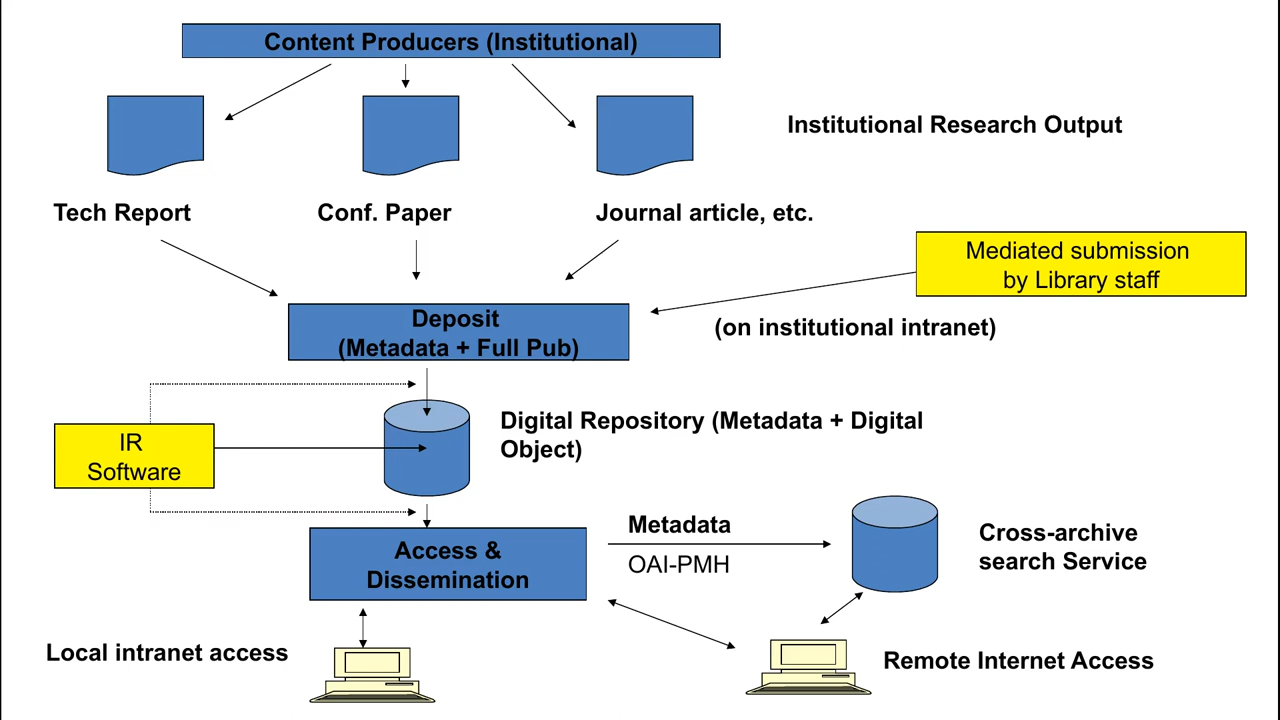 Content Producers (Institutional)
Institutional Research Output
Tech Report
Conf. Paper
Journal article, etc.
Mediated submission
by Library staff
Deposit
(Metadata + Full Pub)
(on institutional intranet)
Digital Repository (Metadata + Digital
Object)
IR
Software
Metadata
OAI-PMH
Access &
Dissemination
Cross-archive
search Service
Local intranet access
Remote Internet Access